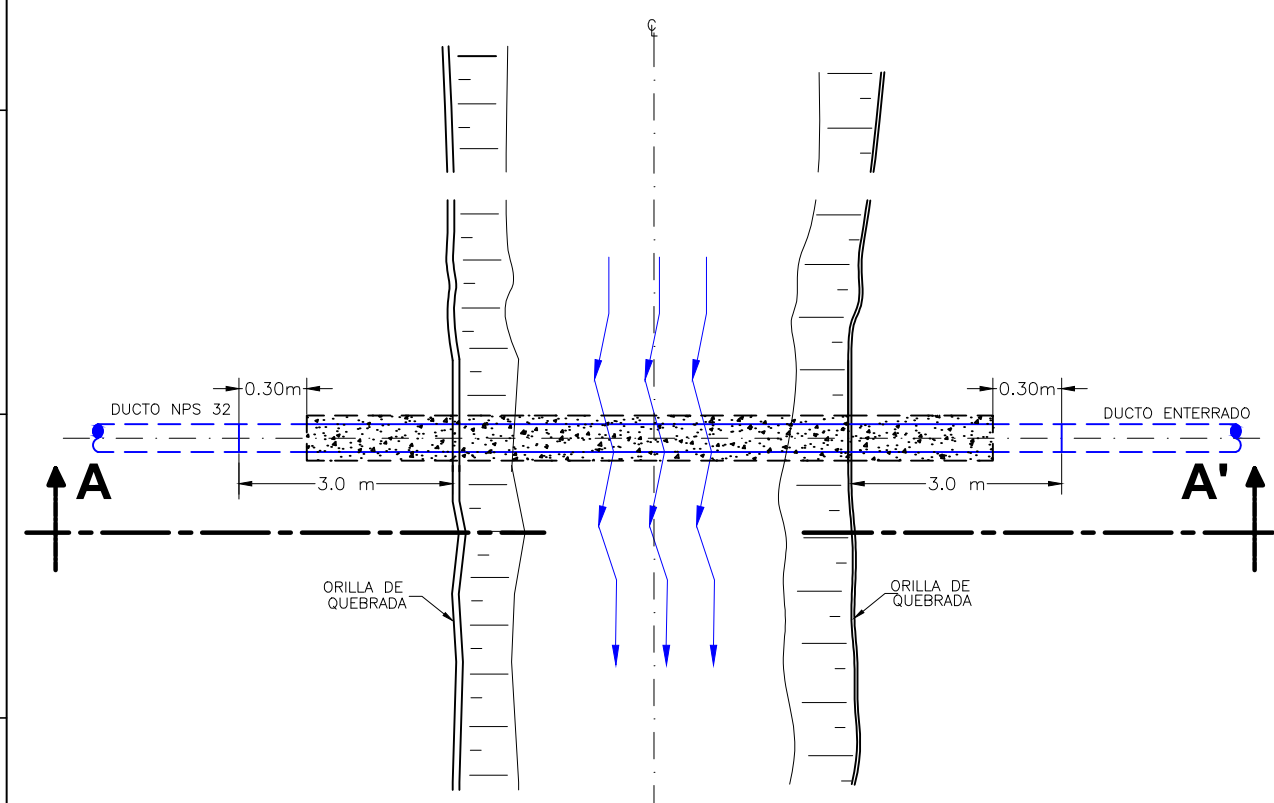 ℄
0.30m
0.30m
DUCTO NPS 32
DUCTO ENTERRADO
A
3.0 m
3.0 m
A'
ORILLA DE
QUEBRADA
ORILLA DE
QUEBRADA